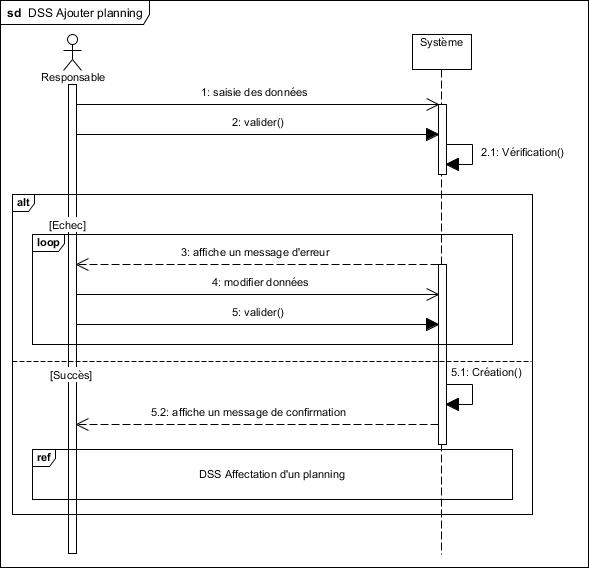 sd DSS Ajouter planning
Système
Responsable
1: saisie des données
2: valider()
2.1: Vérification()
alt
[Echec]
loop
3: affiche un message d'erreur
4: modifier données
5: valider()
[Succès]
5.1: Création()
5.2: affiche un message de confirmation
ref
DSS Affectation d'un planning